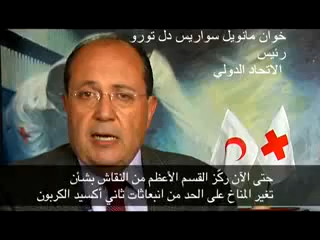 خوان مانويل سواريس دل تورو
رئيس
الاتحاد الدولي
حتى الآن ركّز القسم الأعظم من النقاش بشأن
تغير المناخ على الحد من انبعاثات ثاني أكسيد الكربون